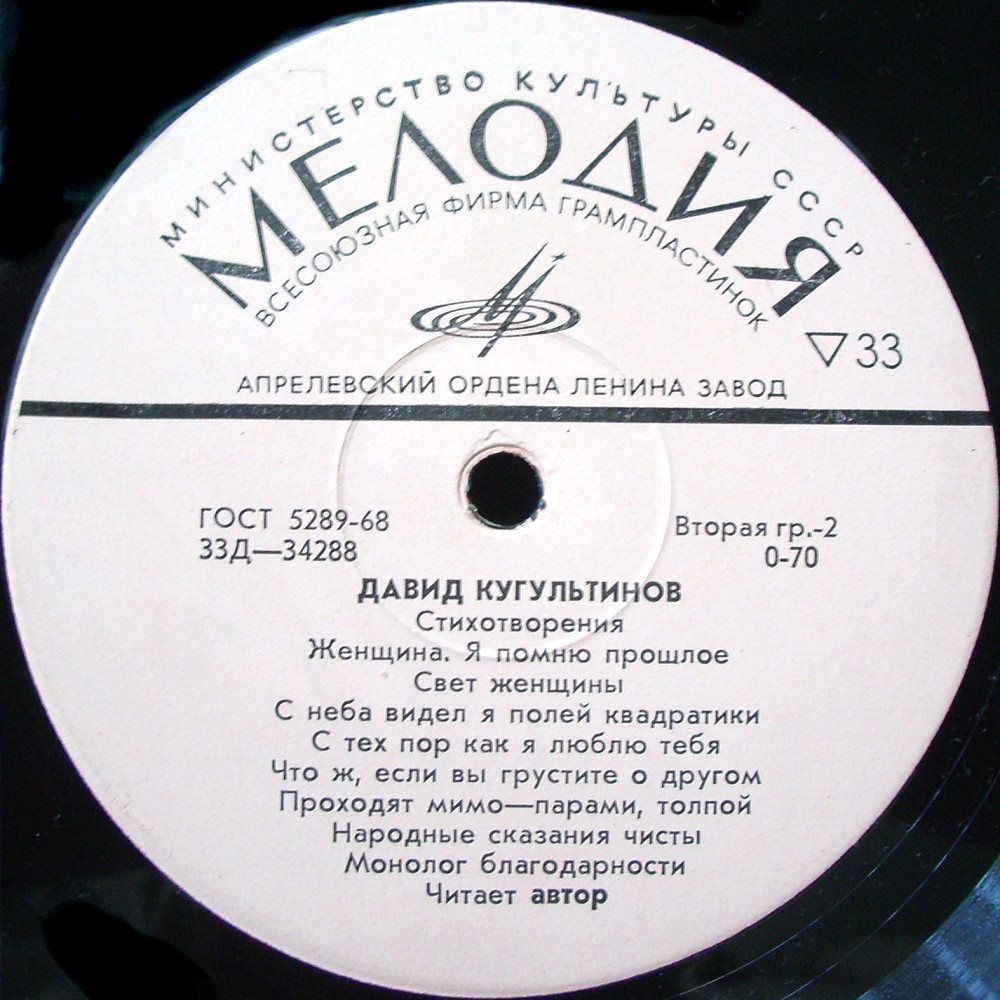 МИНИСТЕРСТВО КУЛЬТУРЫ СССР
МЕЛОДИЯ
ВСЕСОЮЗНАЯ ФИРМА ГРАМПЛАСТИНОК
33
АПРЕЛЕВСКИЙ ОРДЕНА ЛЕНИНА ЗАВОД
ГОСТ 5289-68
Вторая гр.-2
33Д—34288
0-70
ДАВИД КУГУЛЬТИНОВ
Стихотворения
Женщина. Я помню прошлое
Свет женщины
С неба видел я полей квадратики
С тех пор как я люблю тебя
Что ж, если вы грустите о другом
Проходят мимо—парами, толпой
Народные сказания чисты
Монолог благодарности
Читает автор